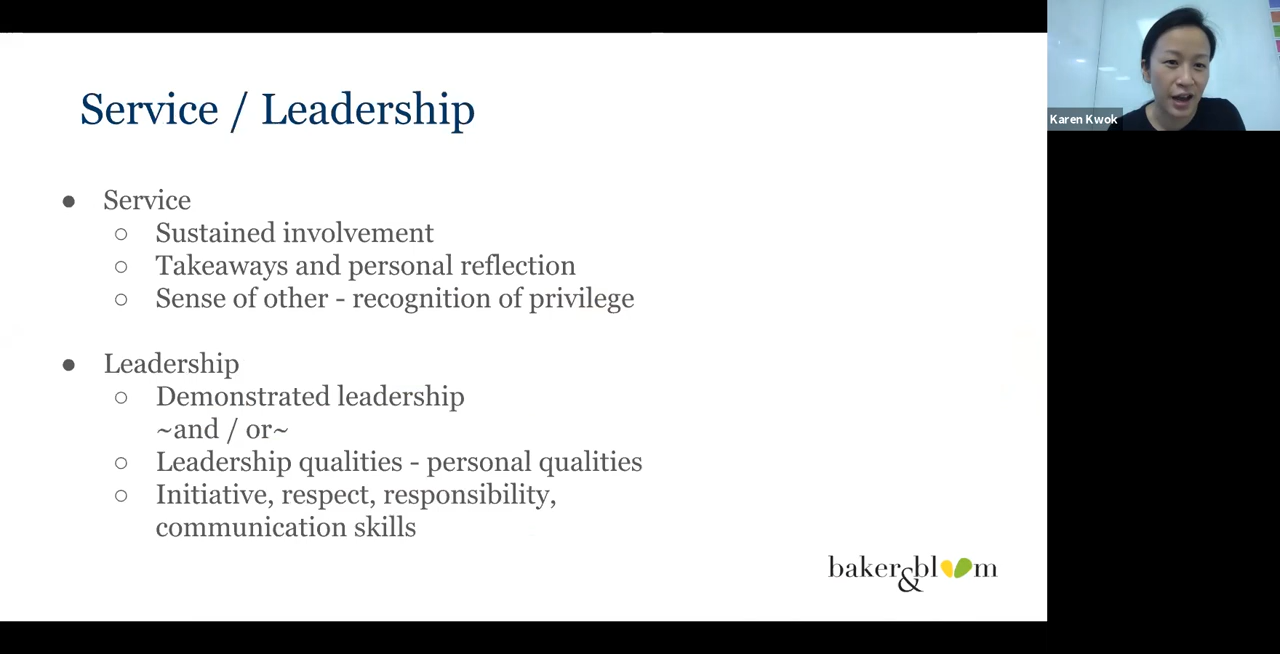 Service / Leadership
Karen Kwok
● Service
○ Sustained involvement
○ Takeaways and personal reflection
○ Sense of other - recognition of privilege
● Leadership
○ Demonstrated leadership
~and / or~
○ Leadership qualities - personal qualities
○ Initiative, respect, responsibility,
communication skills
baker&bloom